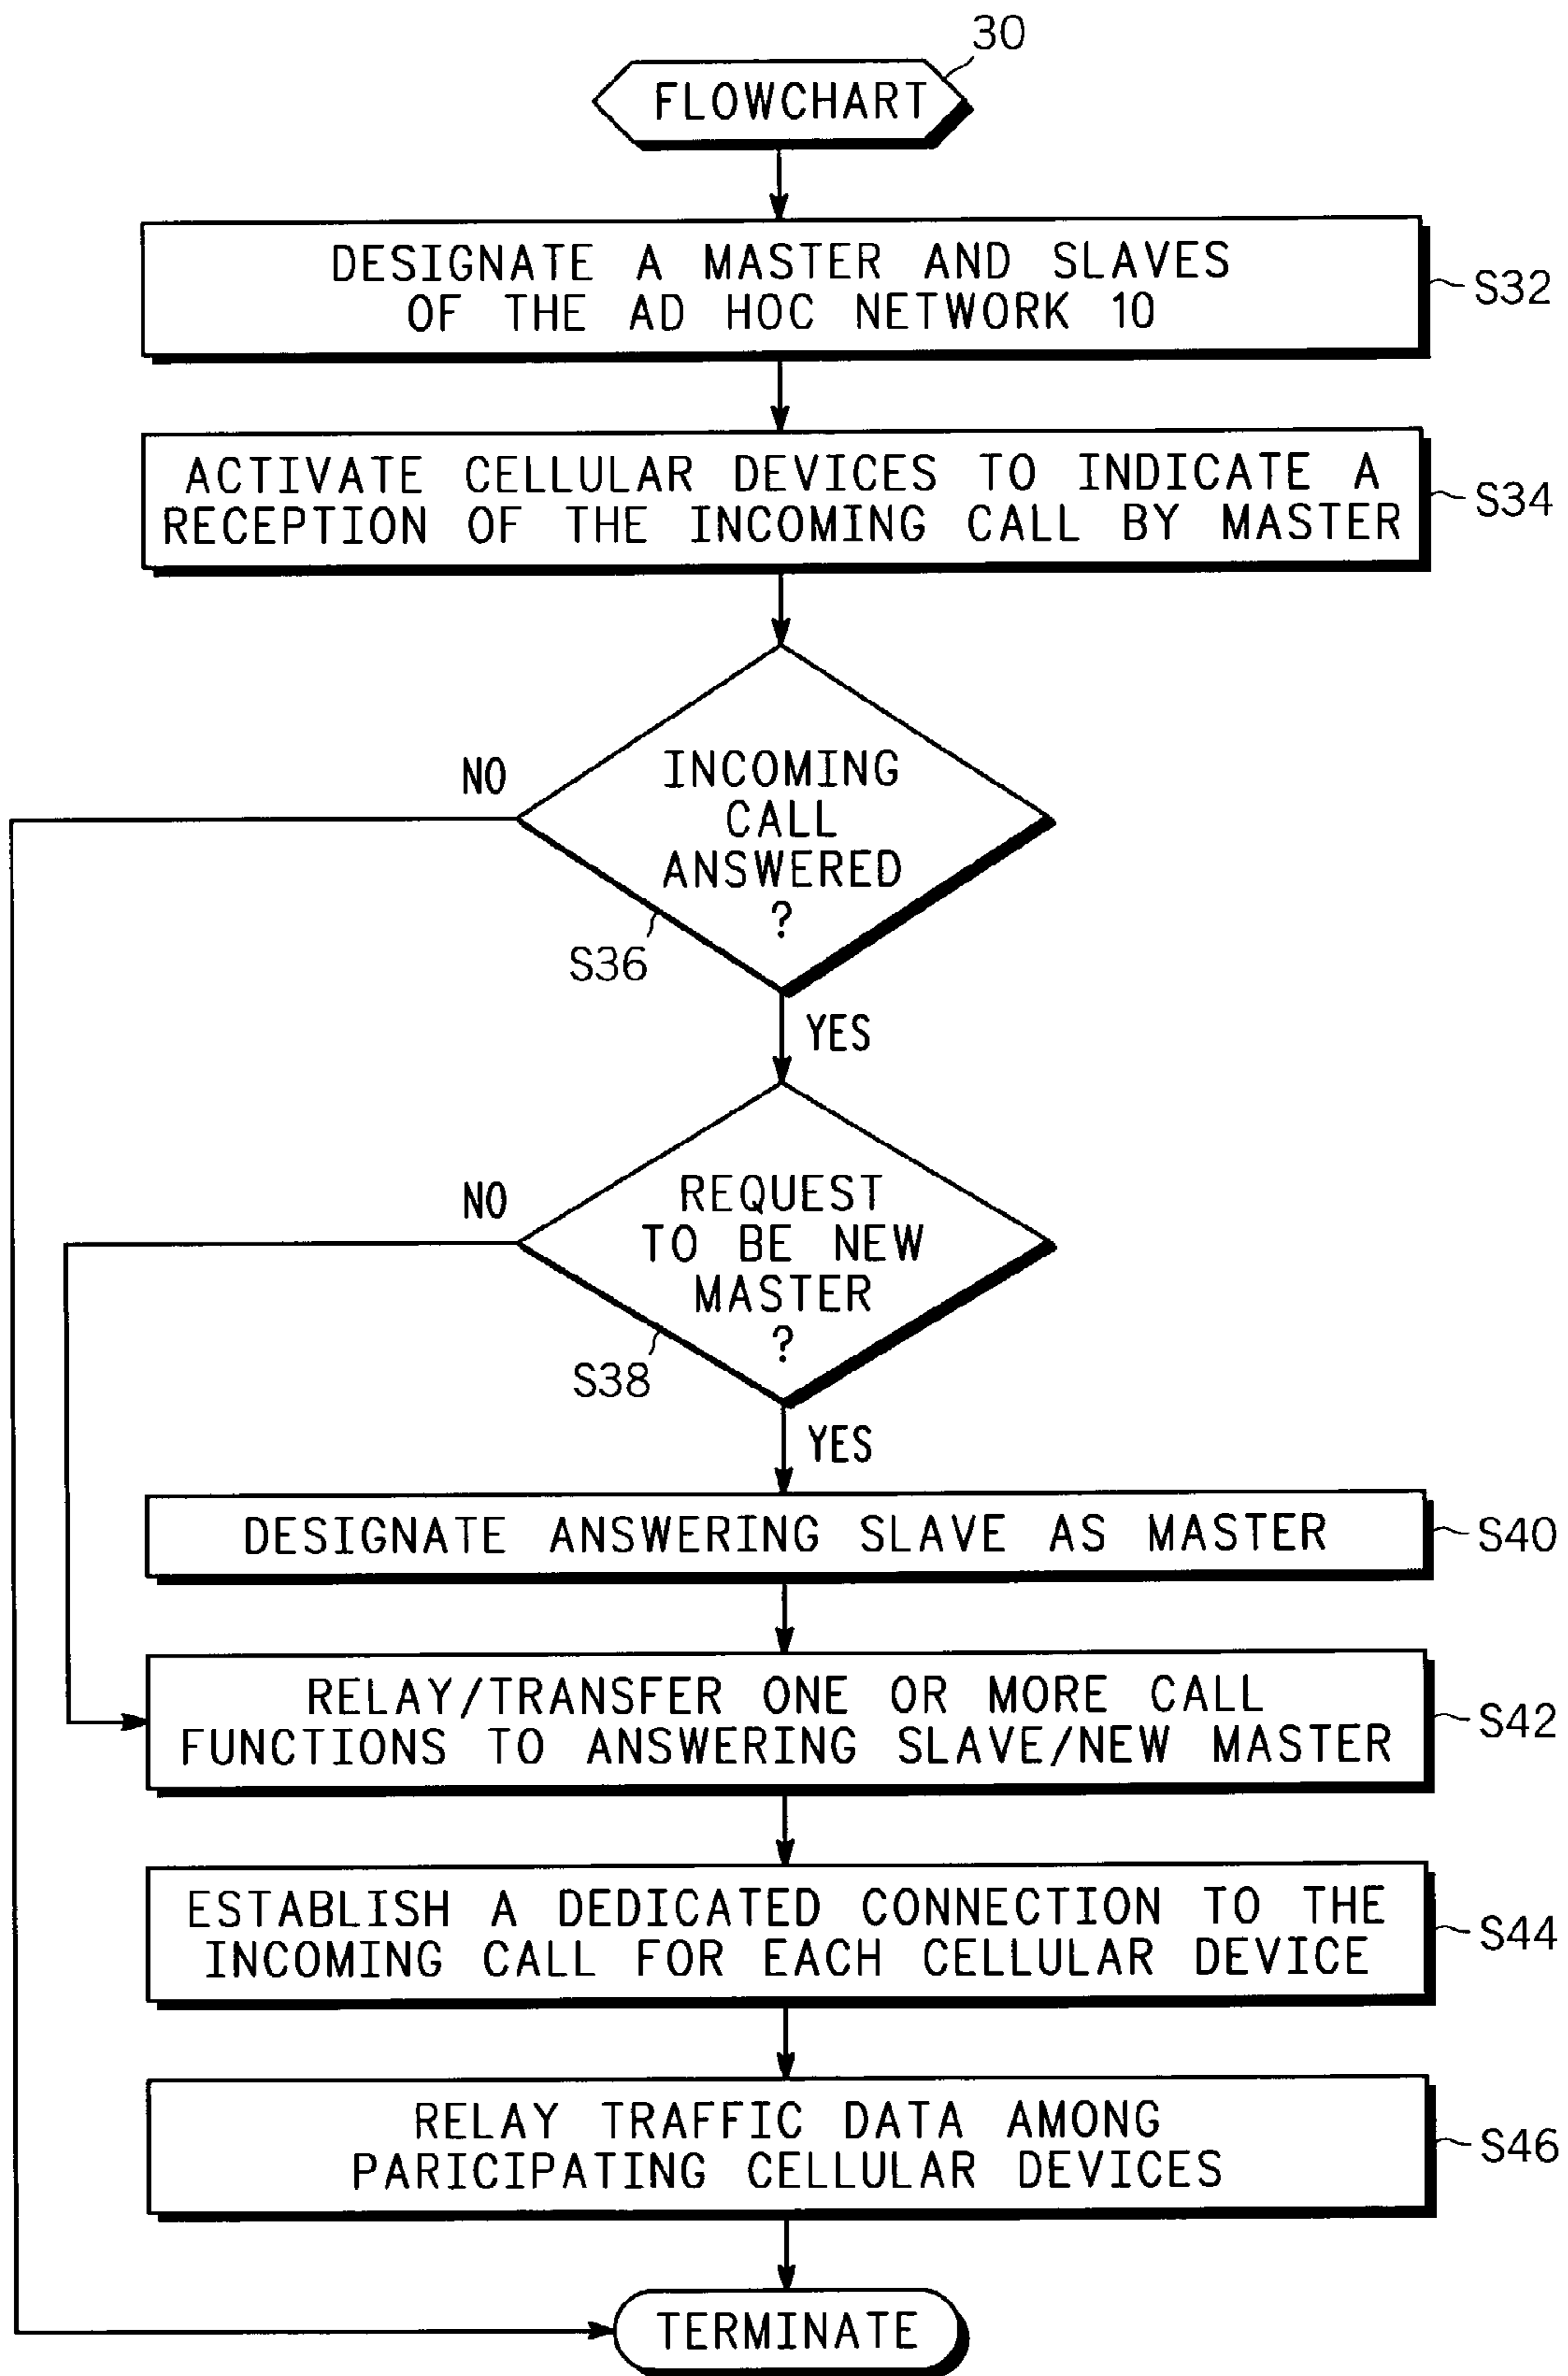 30
FLOWCHART
DESIGNATE A MASTER AND SLAVES
OF THE AD HOC NETWORK 10
S32
ACTIVATE CELLULAR DEVICES TO INDICATE A
RECEPTION OF THE INCOMING CALL BY MASTER
S34
NO
INCOMING
CALL
ANSWERED
?
S36
YES
NO
REQUEST
TO BE NEW
MASTER
?
S38
YES
DESIGNATE ANSWERING SLAVE AS MASTER
S40
RELAY/TRANSFER ONE OR MORE CALL
FUNCTIONS TO ANSWERING SLAVE/NEW MASTER
S42
ESTABLISH A DEDICATED CONNECTION TO THE
INCOMING CALL FOR EACH CELLULAR DEVICE
S44
RELAY TRAFFIC DATA AMONG
PARICIPATING CELLULAR DEVICES
S46
TERMINATE